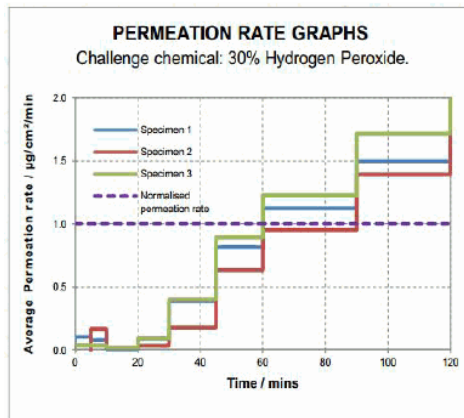 PERMEATION RATE GRAPHS
Challenge chemical: 30% Hydrogen Peroxide.
Average Permeation rate / µg/cm²/min
2.0
1.5
1.0
0.5
0.0
Specimen 1
Specimen 2
Specimen 3
Normalised
permeation rate
0 20 40 60 80 100 120
Time / mins